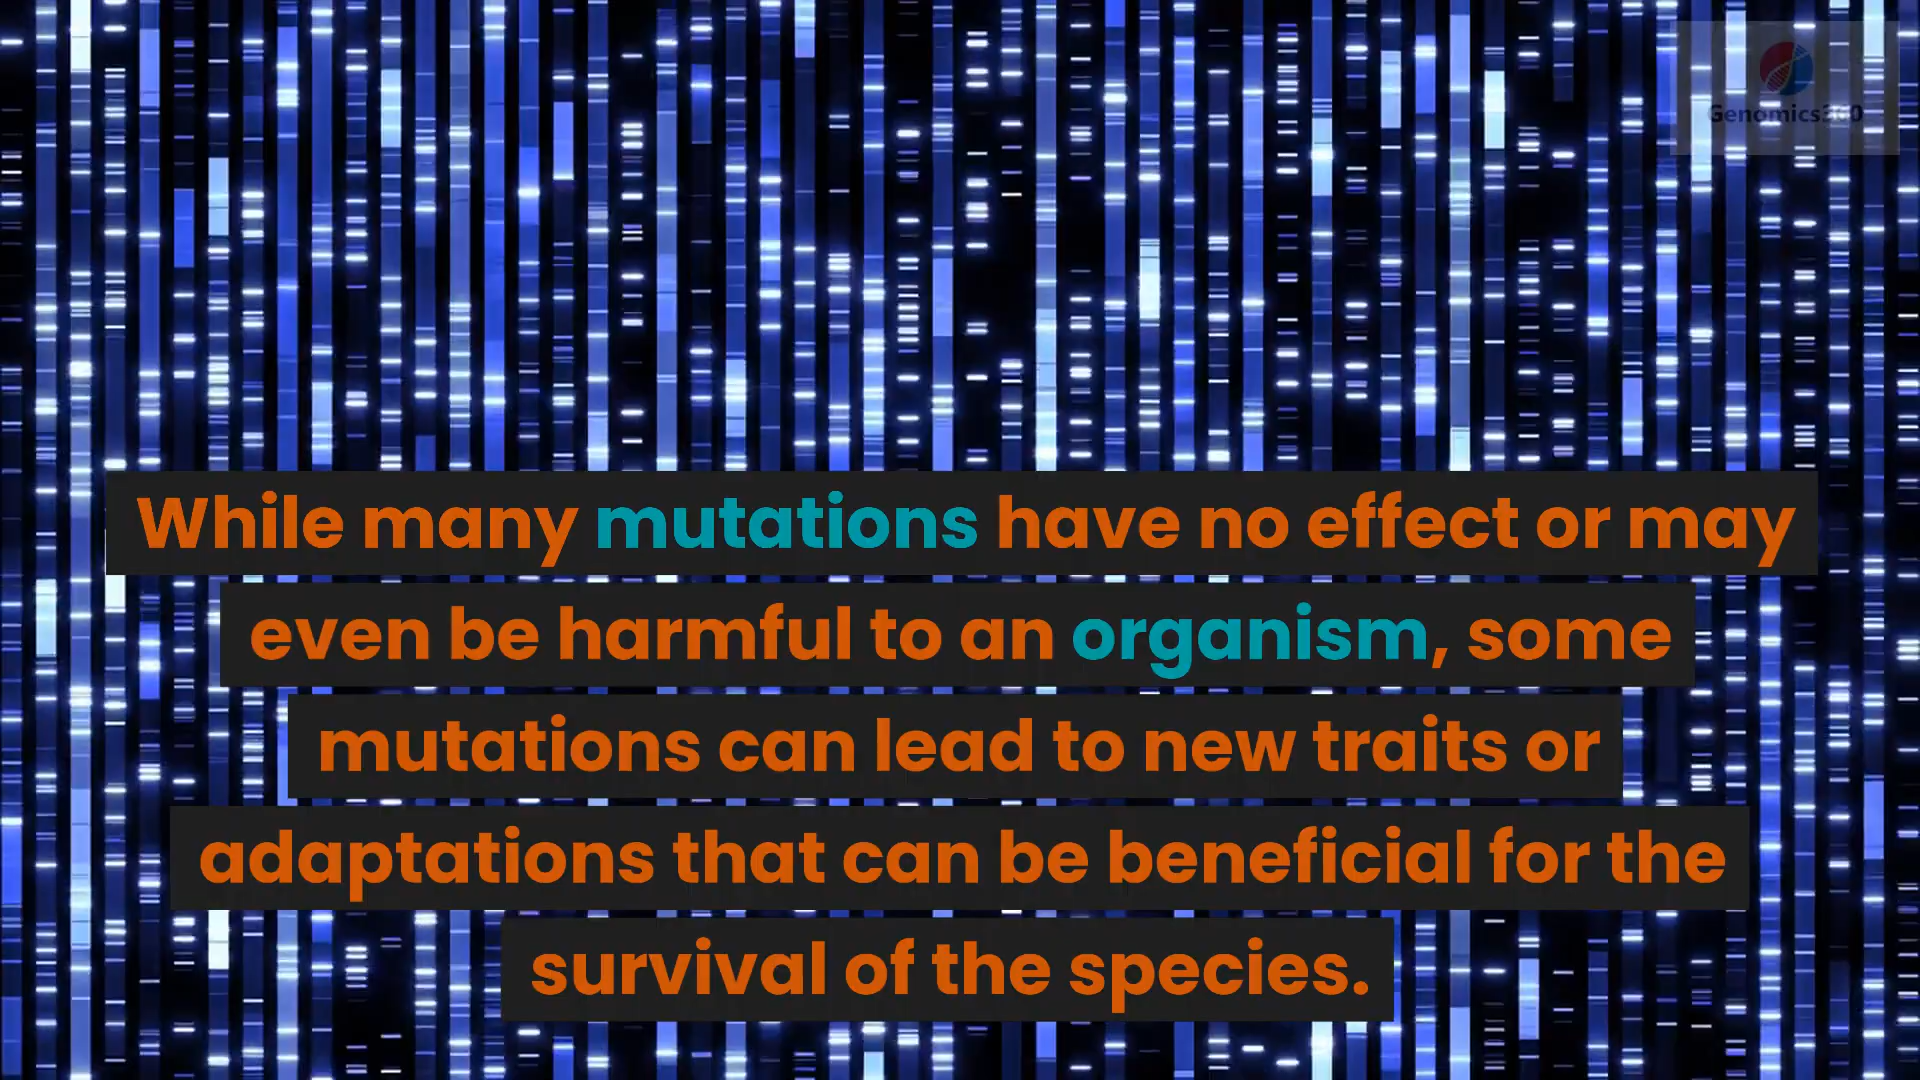 Genomics360
While many mutations have no effect or may
even be harmful to an organism, some
mutations can lead to new traits or
adaptations that can be beneficial for the
survival of the species.